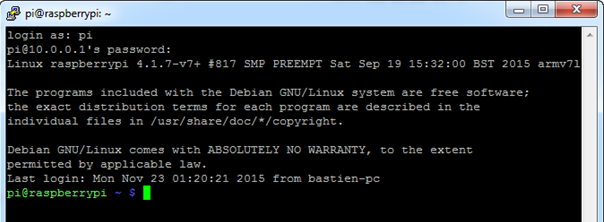 pi@raspberrypi: ~
login as: pi
pi@10.0.0.1's password:
Linux raspberrypi 4.1.7-v7+ #817 SMP PREEMPT Sat Sep 19 15:32:00 BST 2015 armv7l

The programs included with the Debian GNU/Linux system are free software;
the exact distribution terms for each program are described in the
individual files in /usr/share/doc/*/copyright.

Debian GNU/Linux comes with ABSOLUTELY NO WARRANTY, to the extent
permitted by applicable law.
Last login: Mon Nov 23 01:20:21 2015 from bastien-pc
pi@raspberrypi ~ $